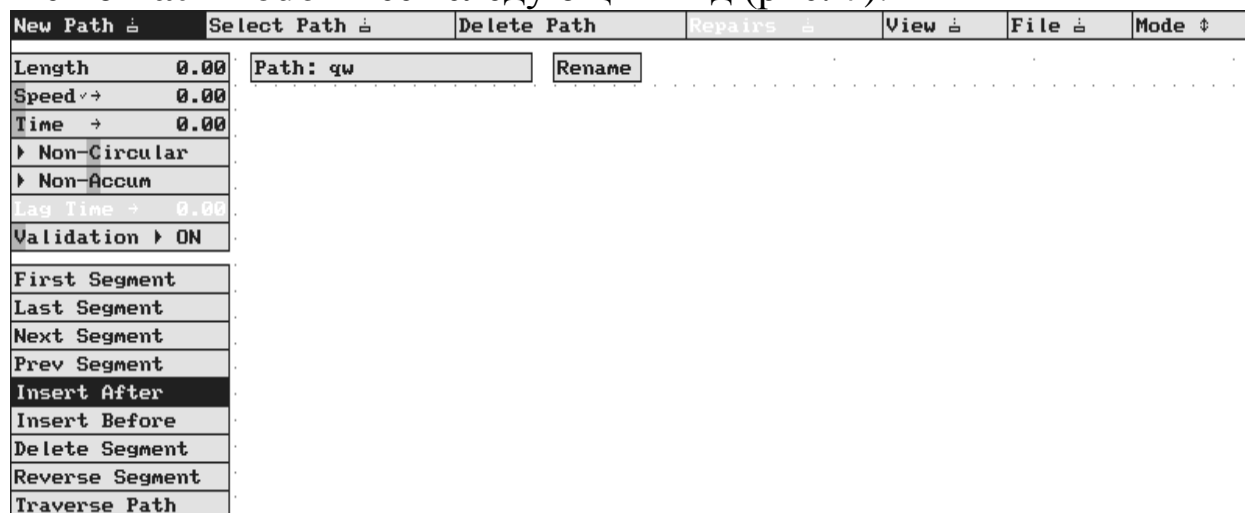 New Path Select Path Delete Path Repairs View File Mode
Length 0.00 Path: qw Rename
Speed 0.00
Time → 0.00
Non-Circular
Non-Accum
Lag Time → 0.00
Validation ON
First Segment
Last Segment
Next Segment
Prev Segment
Insert After
Insert Before
Delete Segment
Reverse Segment
Traverse Path